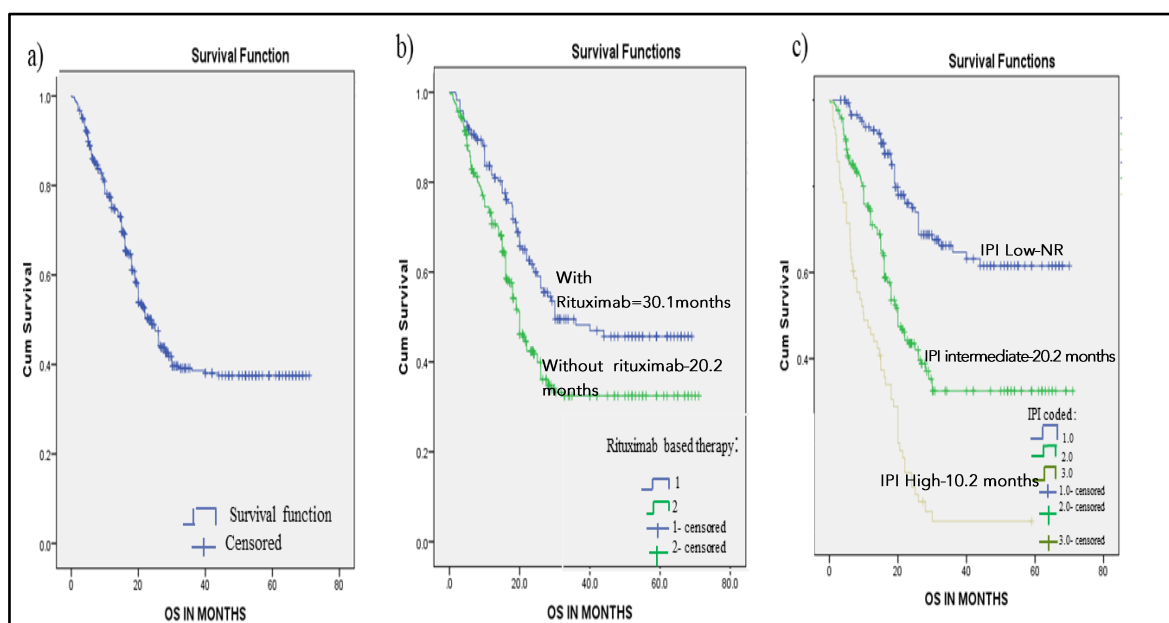 a)
Survival Function
1.0
0.8
0.6
0.4
0.2
0.0
Cum Survival
0
20
40
60
80
OS IN MONTHS
Survival function
Censored
b)
Survival Functions
1.0
0.8
0.6
0.4
0.2
0.0
Cum Survival
.0
20.0
40.0
60.0
80.0
OS IN MONTHS
With
Rituximab=30.1months
Without rituximab-20.2
months
Rituximab based therapy:
1
2
1- censored
2- censored
c)
Survival Functions
0.4
Cum Survival
0
20
40
60
80
OS IN MONTHS
IPI Low-NR
IPI intermediate-20.2 months
IPI High-10.2 months
IPI coded:
1.0
2.0
3.0
1.0- censored
2.0- censored
3.0- censored